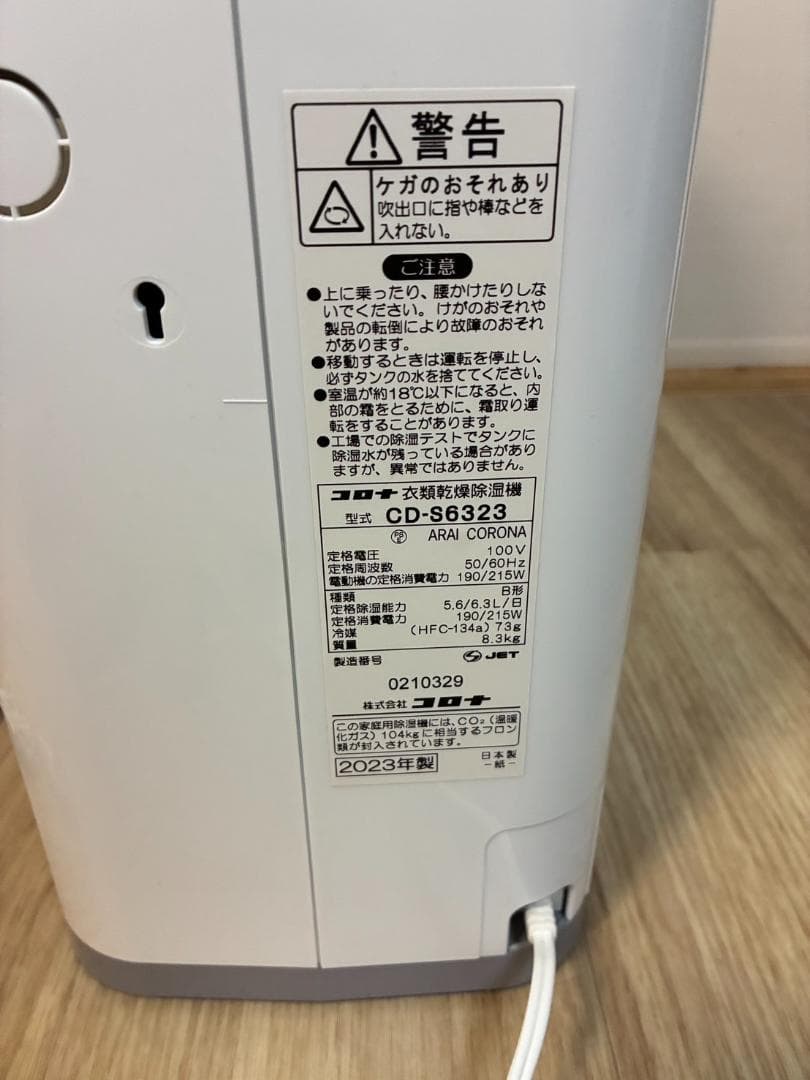 警告
ケガのおそれあり
吹出口に指や棒などを
入れない。
ご注意
●上に乗ったり、腰かけたりしな
いでください。けがのおそれや
製品の転倒により故障のおそれ
があります。
●移動するときは運転を停止し、
必ずタンクの水を捨ててください。
●室温が約18℃以下になると、内
部の霜をとるために、霜取り運
転をすることがあります。
●工場での除湿テストでタンクに
除湿水が残っている場合があり
ますが、異常ではありません。
コロナ 衣類乾燥除湿機
型式 CD-S6323
PS E ARAI CORONA
定格電圧 100V
定格周波数 50/60Hz
電動機の定格消費電力 190/215W
種類 B形
定格除湿能力 5.6/6.3L/日
定格消費電力 190/215W
冷媒 (HFC-134a) 73g
質量 8.3kg
製造番号 JET
0210329
株式会社 コロナ
この家庭用除湿機には、CO₂（温暖
化ガス）104kgに相当するフロン
類が封入されています。
2023年製 日本製
-紙-